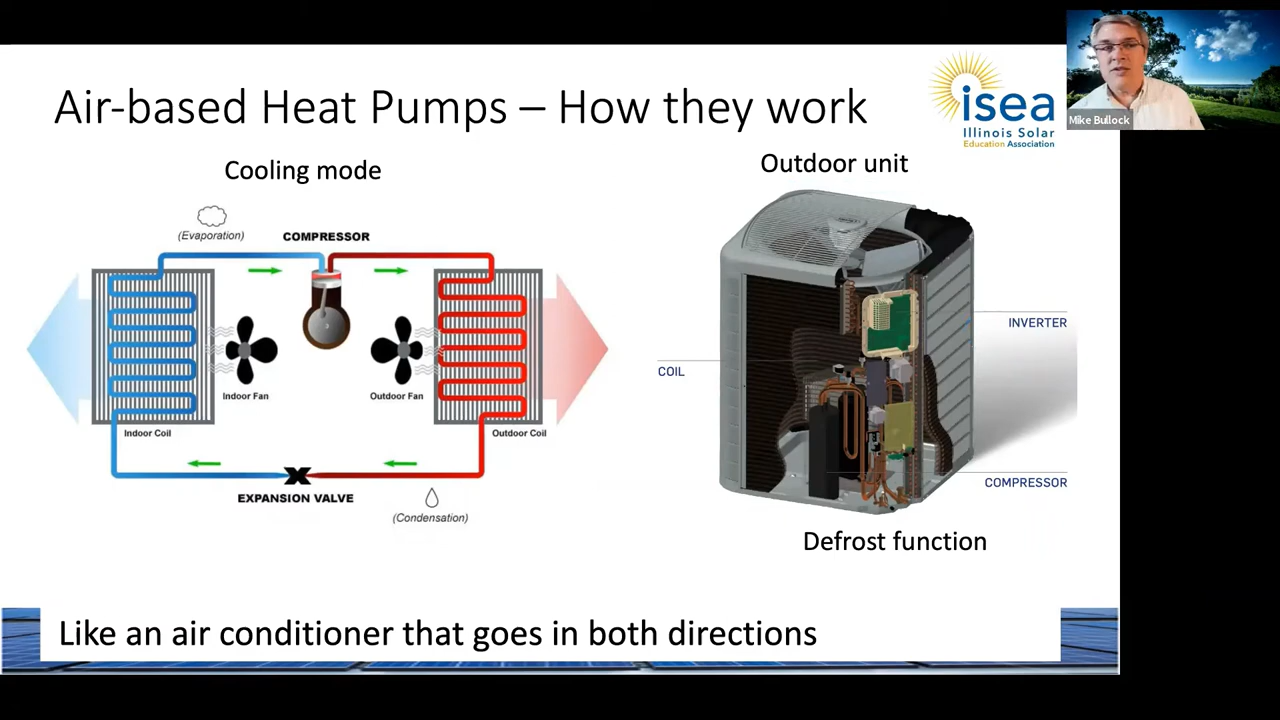 Air-based Heat Pumps – How they work
isea
Illinois Solar
Education Association
Mike Bullock
Cooling mode
(Evaporation)
COMPRESSOR
Indoor Fan
Outdoor Fan
Indoor Coil
Outdoor Coil
EXPANSION VALVE
(Condensation)
Outdoor unit
INVERTER
COIL
COMPRESSOR
Defrost function
Like an air conditioner that goes in both directions